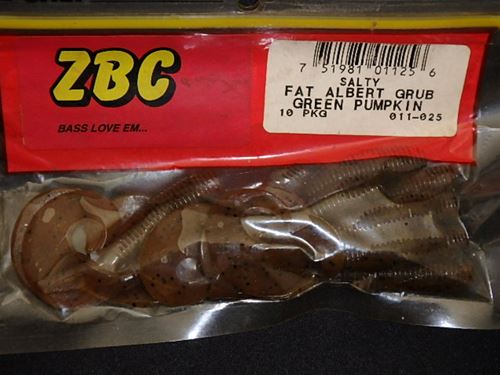 ZBC
BASS LOVE EM...
7 51981 01125 6
SALTY
FAT ALBERT GRUB
GREEN PUMPKIN
10 PKG 011-025